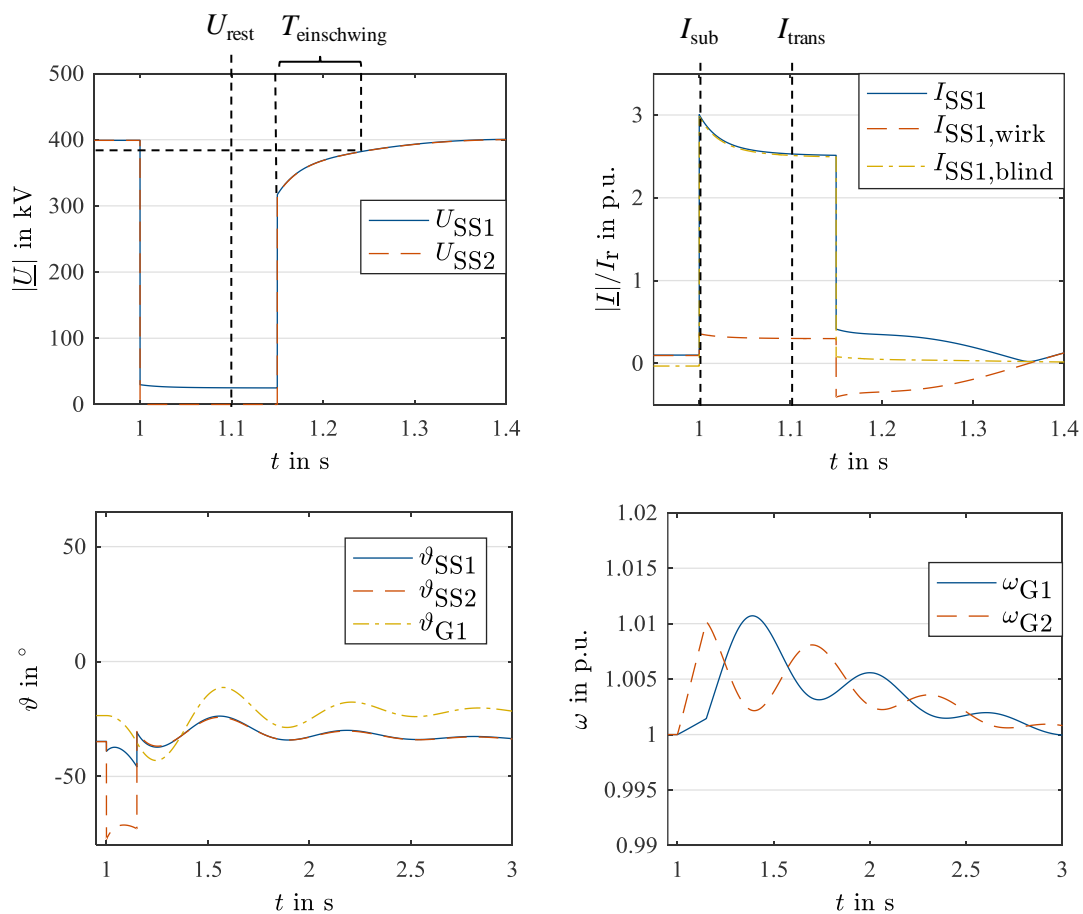 U_rest T_einschwing
500
400
300
200
100
0
|U| in kV
U_SS1
U_SS2
1 1.1 1.2 1.3 1.4
t in s
I_sub I_trans
3
2
1
0
|I|/I_r in p.u.
I_SS1
I_SS1,wirk
I_SS1,blind
1 1.1 1.2 1.3 1.4
t in s
50
0
-50
ϑ in °
ϑ_SS1
ϑ_SS2
ϑ_G1
1 1.5 2 2.5 3
t in s
1.02
1.015
1.01
1.005
1
0.995
0.99
ω in p.u.
ω_G1
ω_G2
1 1.5 2 2.5 3
t in s